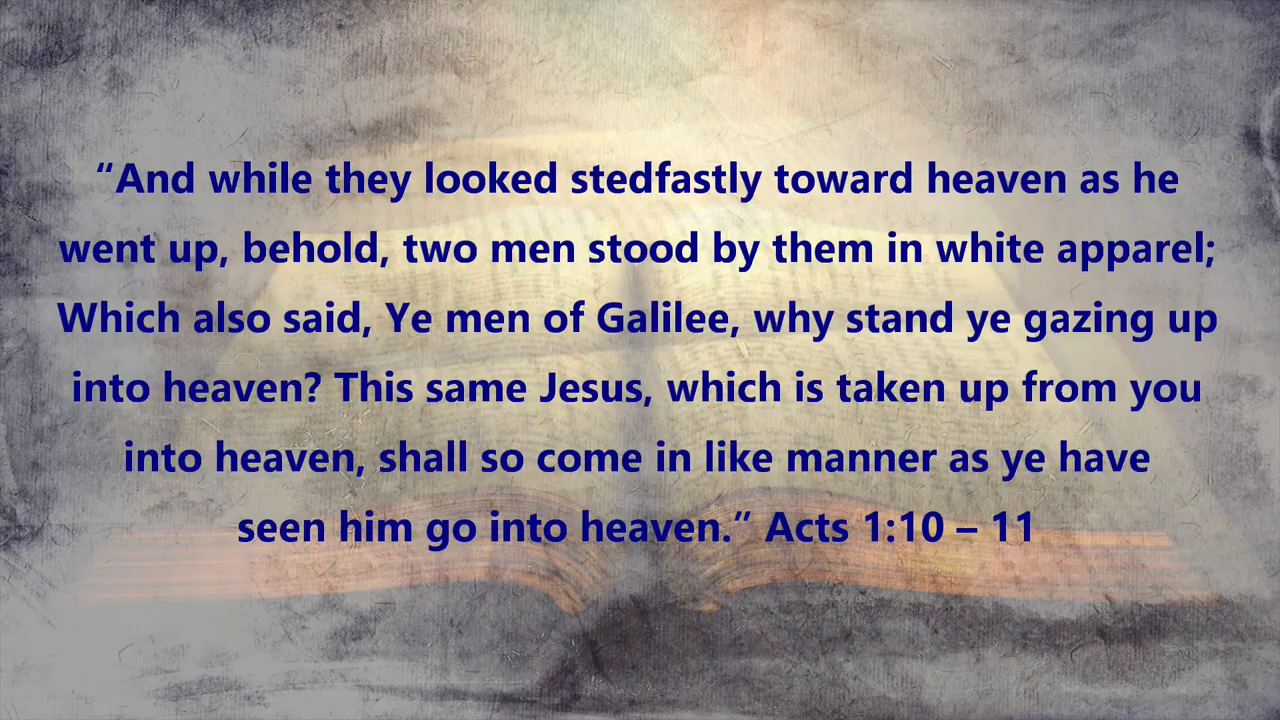 “And while they looked stedfastly toward heaven as he
went up, behold, two men stood by them in white apparel;
Which also said, Ye men of Galilee, why stand ye gazing up
into heaven? This same Jesus, which is taken up from you
into heaven, shall so come in like manner as ye have
seen him go into heaven.” Acts 1:10 – 11